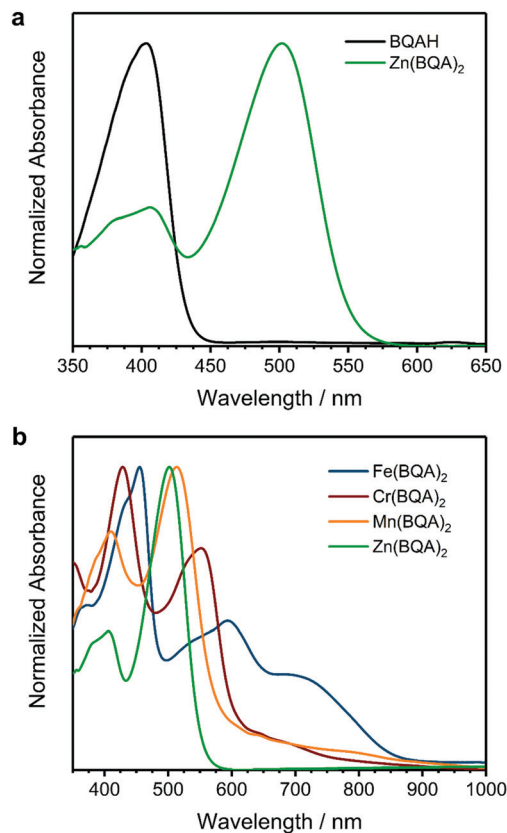 a
BQAH
Zn(BQA)₂
Normalized Absorbance
350 400 450 500 550 600 650
Wavelength / nm
b
Fe(BQA)₂
Cr(BQA)₂
Mn(BQA)₂
Zn(BQA)₂
Normalized Absorbance
400 500 600 700 800 900 1000
Wavelength / nm